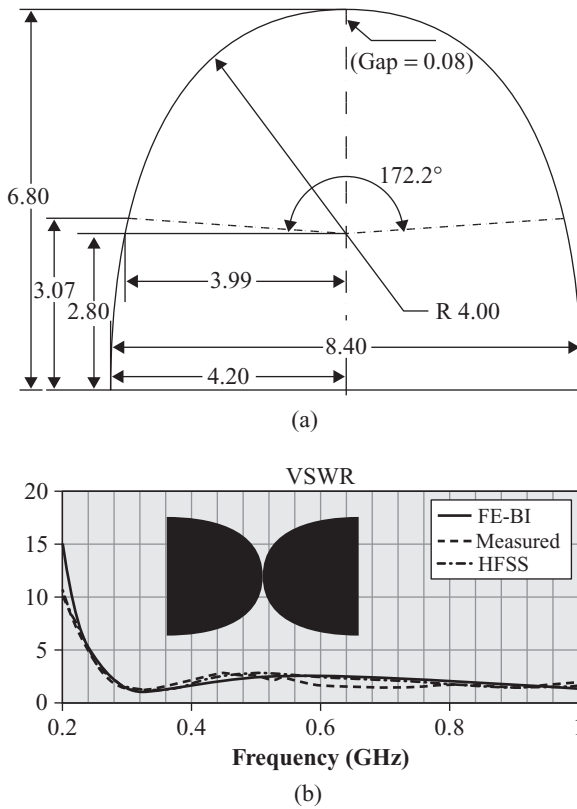 (Gap = 0.08)
172.2°
6.80
3.07
2.80
3.99
R 4.00
8.40
4.20
(a)
VSWR
20
15
10
5
0
FE-BI
Measured
HFSS
0.2
0.4
0.6
0.8
1
Frequency (GHz)
(b)